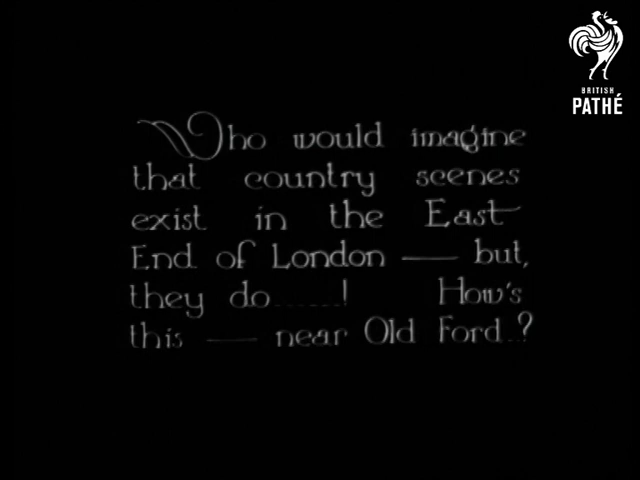 BRITISH
PATHÉ
Who would imagine
that country scenes
exist in the East
End of London — but,
they do......! How's
this — near Old Ford..?